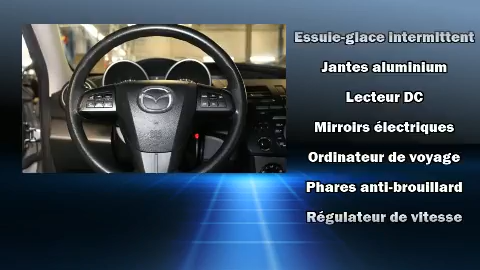 Essuie-glace intermittent
Jantes aluminium
Lecteur DC
Mirroirs électriques
Ordinateur de voyage
Phares anti-brouillard
Régulateur de vitesse